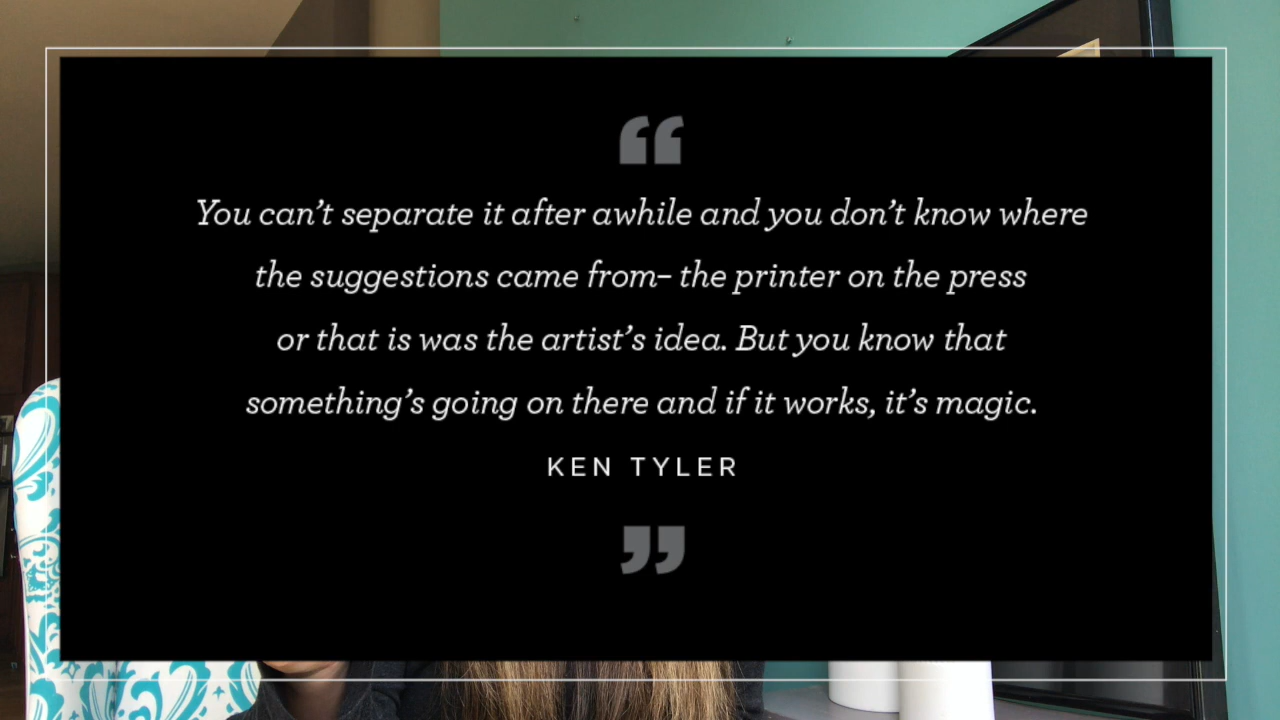 “
You can’t separate it after awhile and you don’t know where
the suggestions came from– the printer on the press
or that is was the artist’s idea. But you know that
something’s going on there and if it works, it’s magic.
KEN TYLER
”